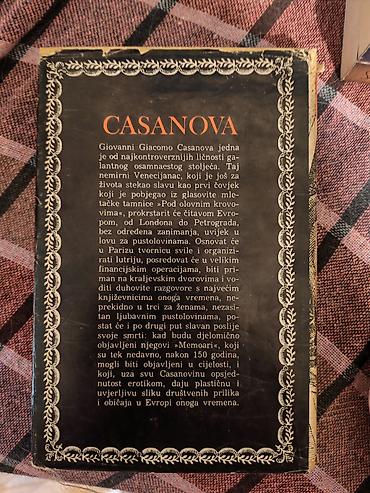 CASANOVA
Giovanni Giacomo Casanova jedna
je od najkontroverznijih ličnosti ga-
lantnog osamnaestog stoljeća. Taj
nemirni Venecijanac, koji je još za
života stekao slavu kao prvi čovjek
koji je pobjegao iz glasovite mle-
tačke tamnice »Pod olovnim krovo-
vima«, prokrstarit će čitavom Evro-
pom, od Londona do Petrograda,
bez određena zanimanja, uvijek u
lovu za pustolovinama. Osnovat će
u Parizu tvornicu svile i organizi-
rati lutriju, posredovat će u velikim
financijskim operacijama, biti pri-
man na kraljevskim dvorovima i vo-
diti duhovite razgovore s najvećim
književnicima onoga vremena, ne-
prekidno u trci za ženama, nezasi-
tan ljubavnim pustolovinama, po-
stat će i po drugi put slavan poslije
svoje smrti: kad budu djelomično
objavljeni njegovi »Memoari«, koji
su tek nedavno, nakon 150 godina,
mogli biti objavljeni u cijelosti, i
koji, uza svu Casanovinu opsjed-
nutost erotikom, daju plastičnu i
uvjerljivu sliku društvenih prilika
i običaja u Evropi onoga vremena.